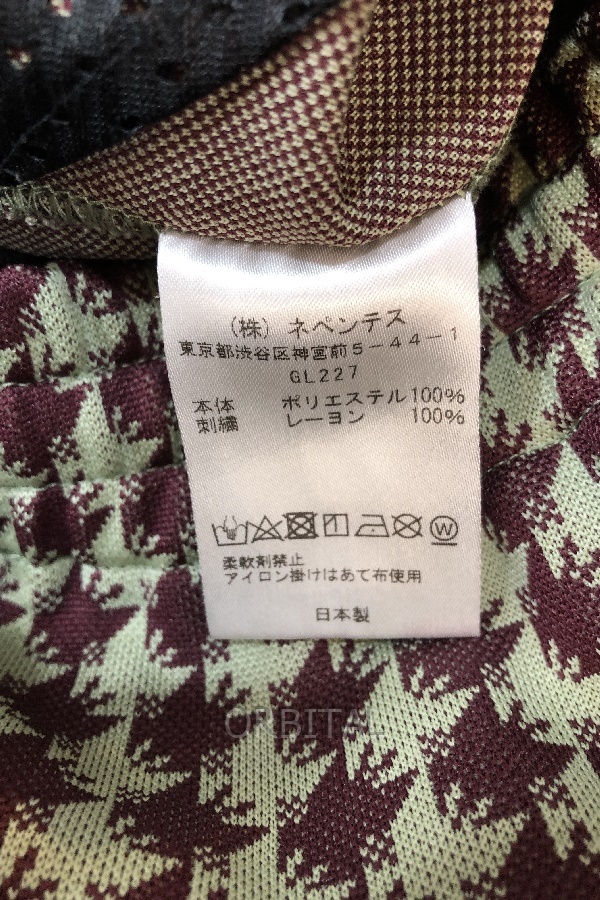 （株）ネペンテス
東京都渋谷区神宮前5-44-1
GL227
本体 ポリエステル100%
刺繍 レーヨン 100%
W
柔軟剤禁止
アイロン掛けはあて布使用
日本製
ORBITAL